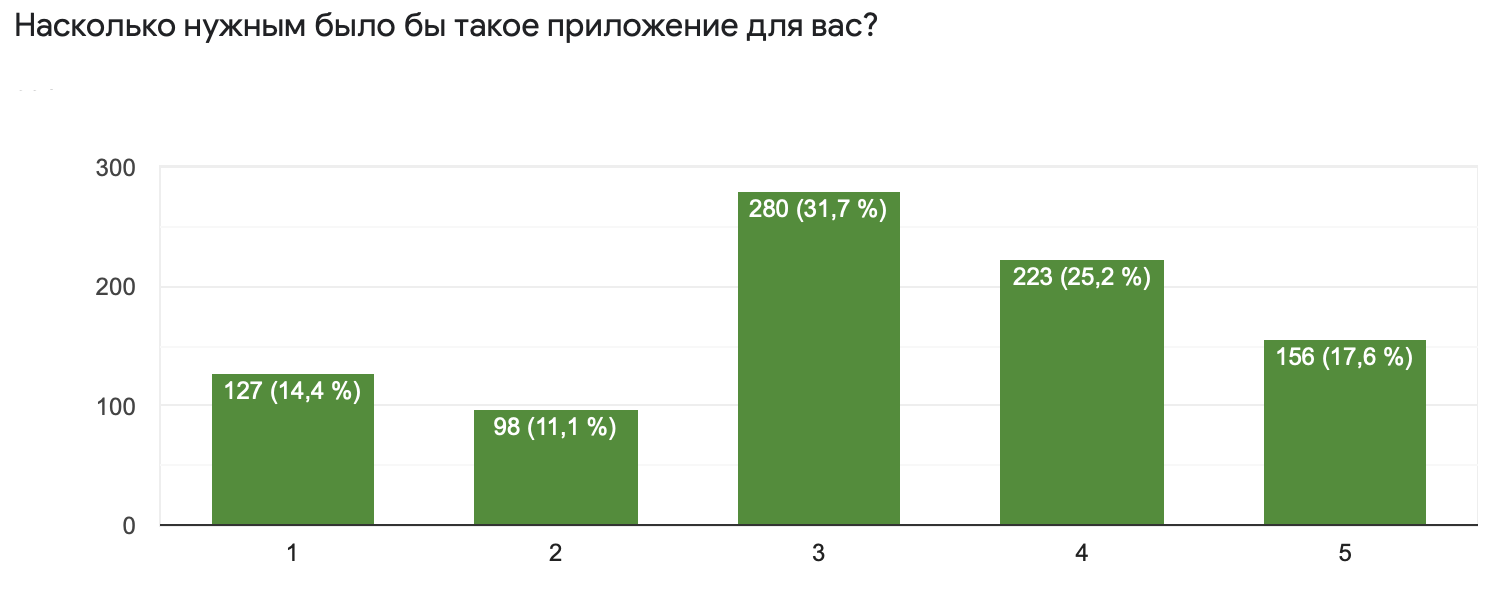 Насколько нужным было бы такое приложение для вас?
300
200
100
0
127 (14,4 %)
98 (11,1 %)
280 (31,7 %)
223 (25,2 %)
156 (17,6 %)
1 2 3 4 5